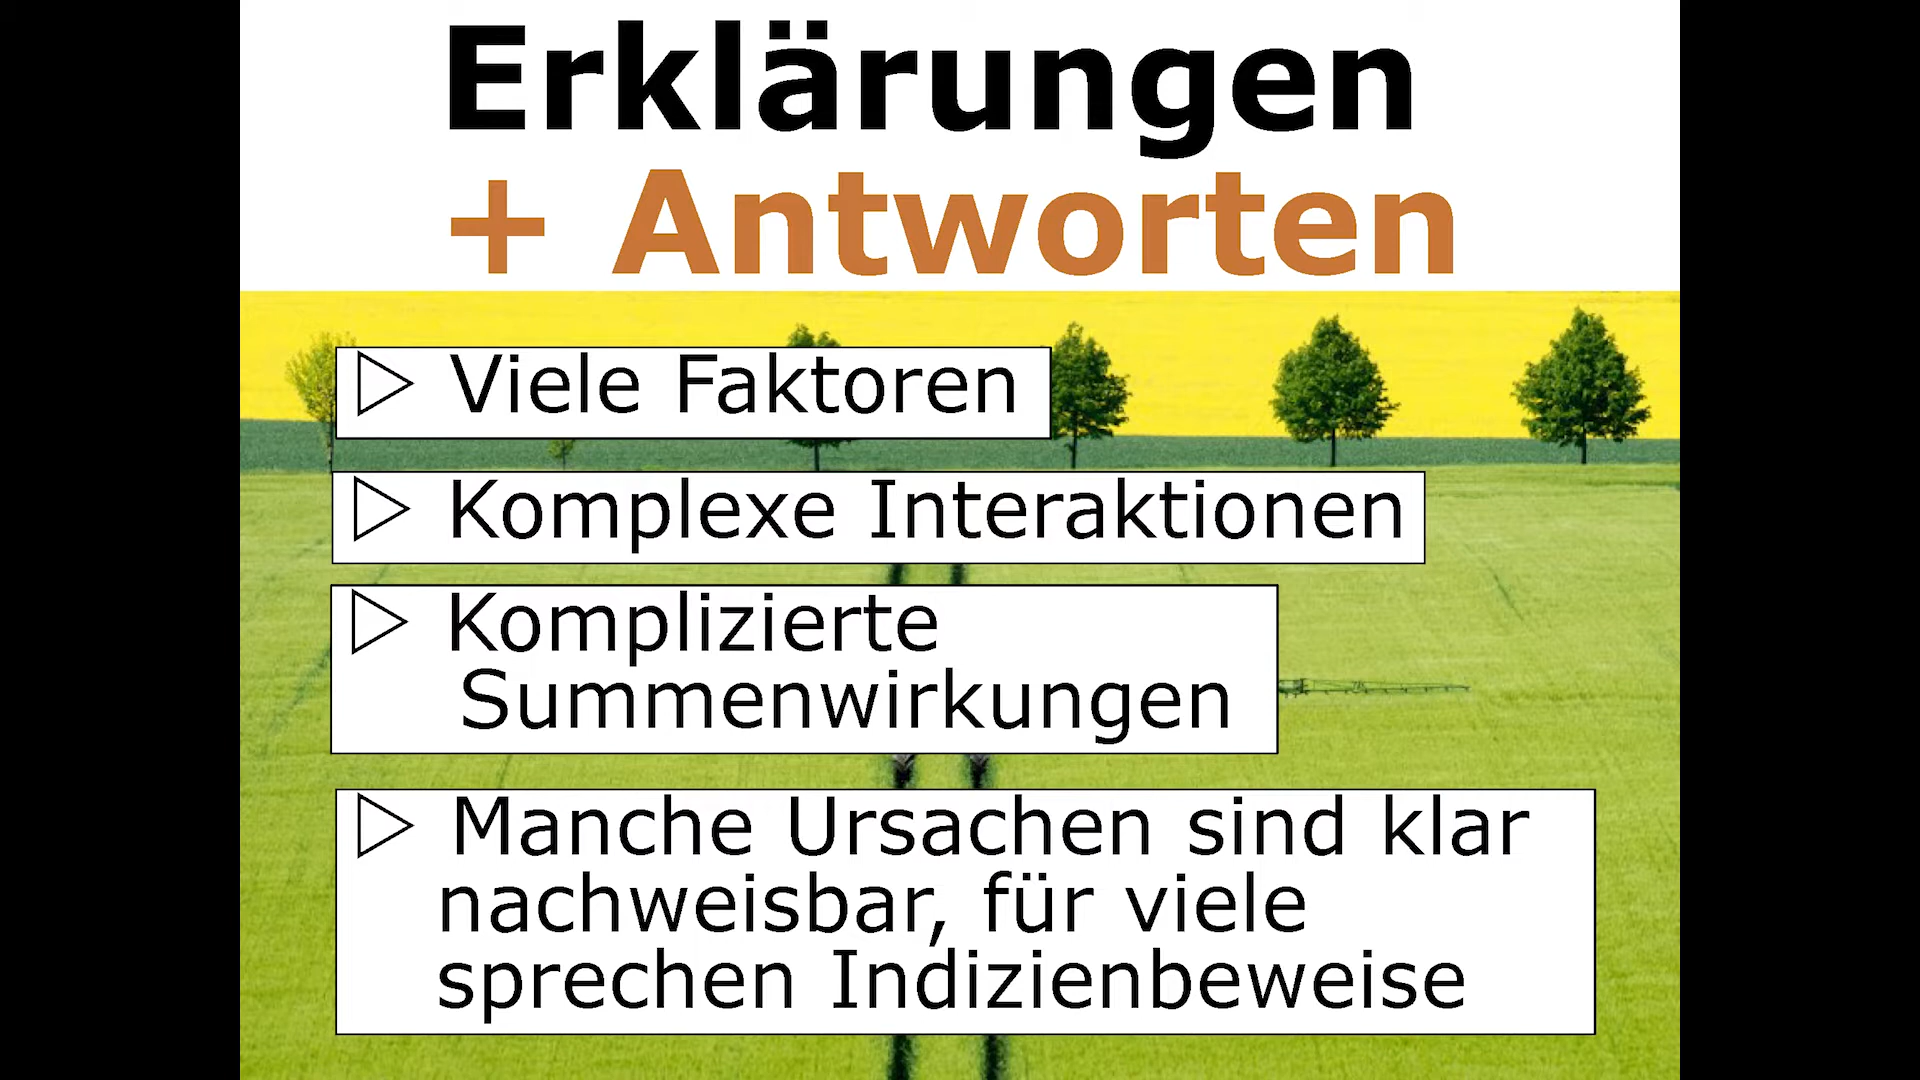 Erklärungen
+ Antworten
▷ Viele Faktoren
▷ Komplexe Interaktionen
▷ Komplizierte
Summenwirkungen
▷ Manche Ursachen sind klar
nachweisbar, für viele
sprechen Indizienbeweise